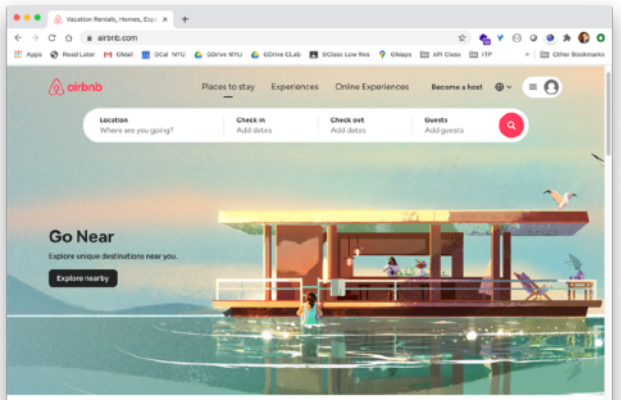 Vacation Rentals, Homes, Exp
airbnb.com
Apps Read Later GMail GCal NYU GDrive NYU GDrive CLab GClass Low Res GMaps API Class ITP » Other Bookmarks
airbnb Places to stay Experiences Online Experiences Become a host
Location Check in Check out Guests
Where are you going? Add dates Add dates Add guests
Go Near
Explore unique destinations near you.
Explore nearby